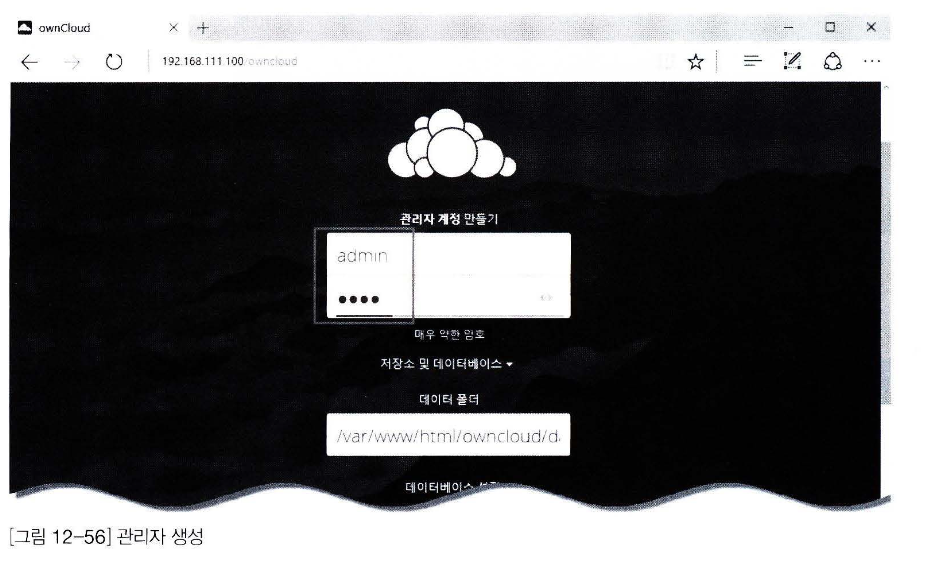 ownCloud
192.168.111.100/owncloud
관리자 계정 만들기
admin
매우 약한 암호
저장소 및 데이터베이스
데이터 폴더
/var/www/html/owncloud/d
데이터베이스
[그림 12-56] 관리자 생성